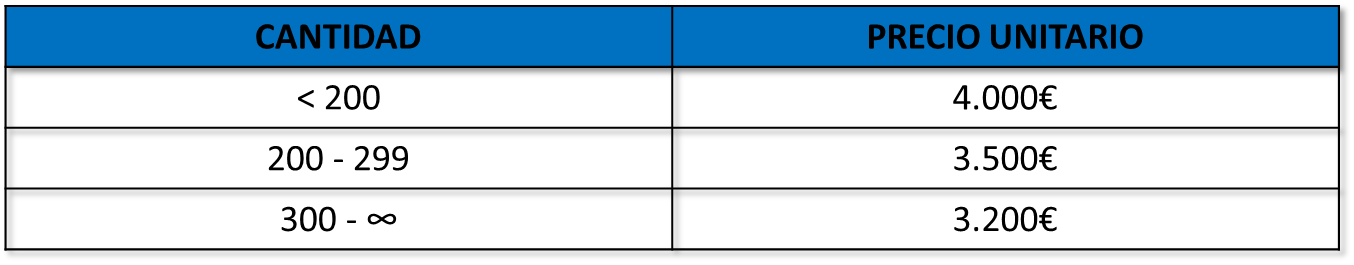 CANTIDAD PRECIO UNITARIO
< 200 4.000€
200 - 299 3.500€
300 - ∞ 3.200€